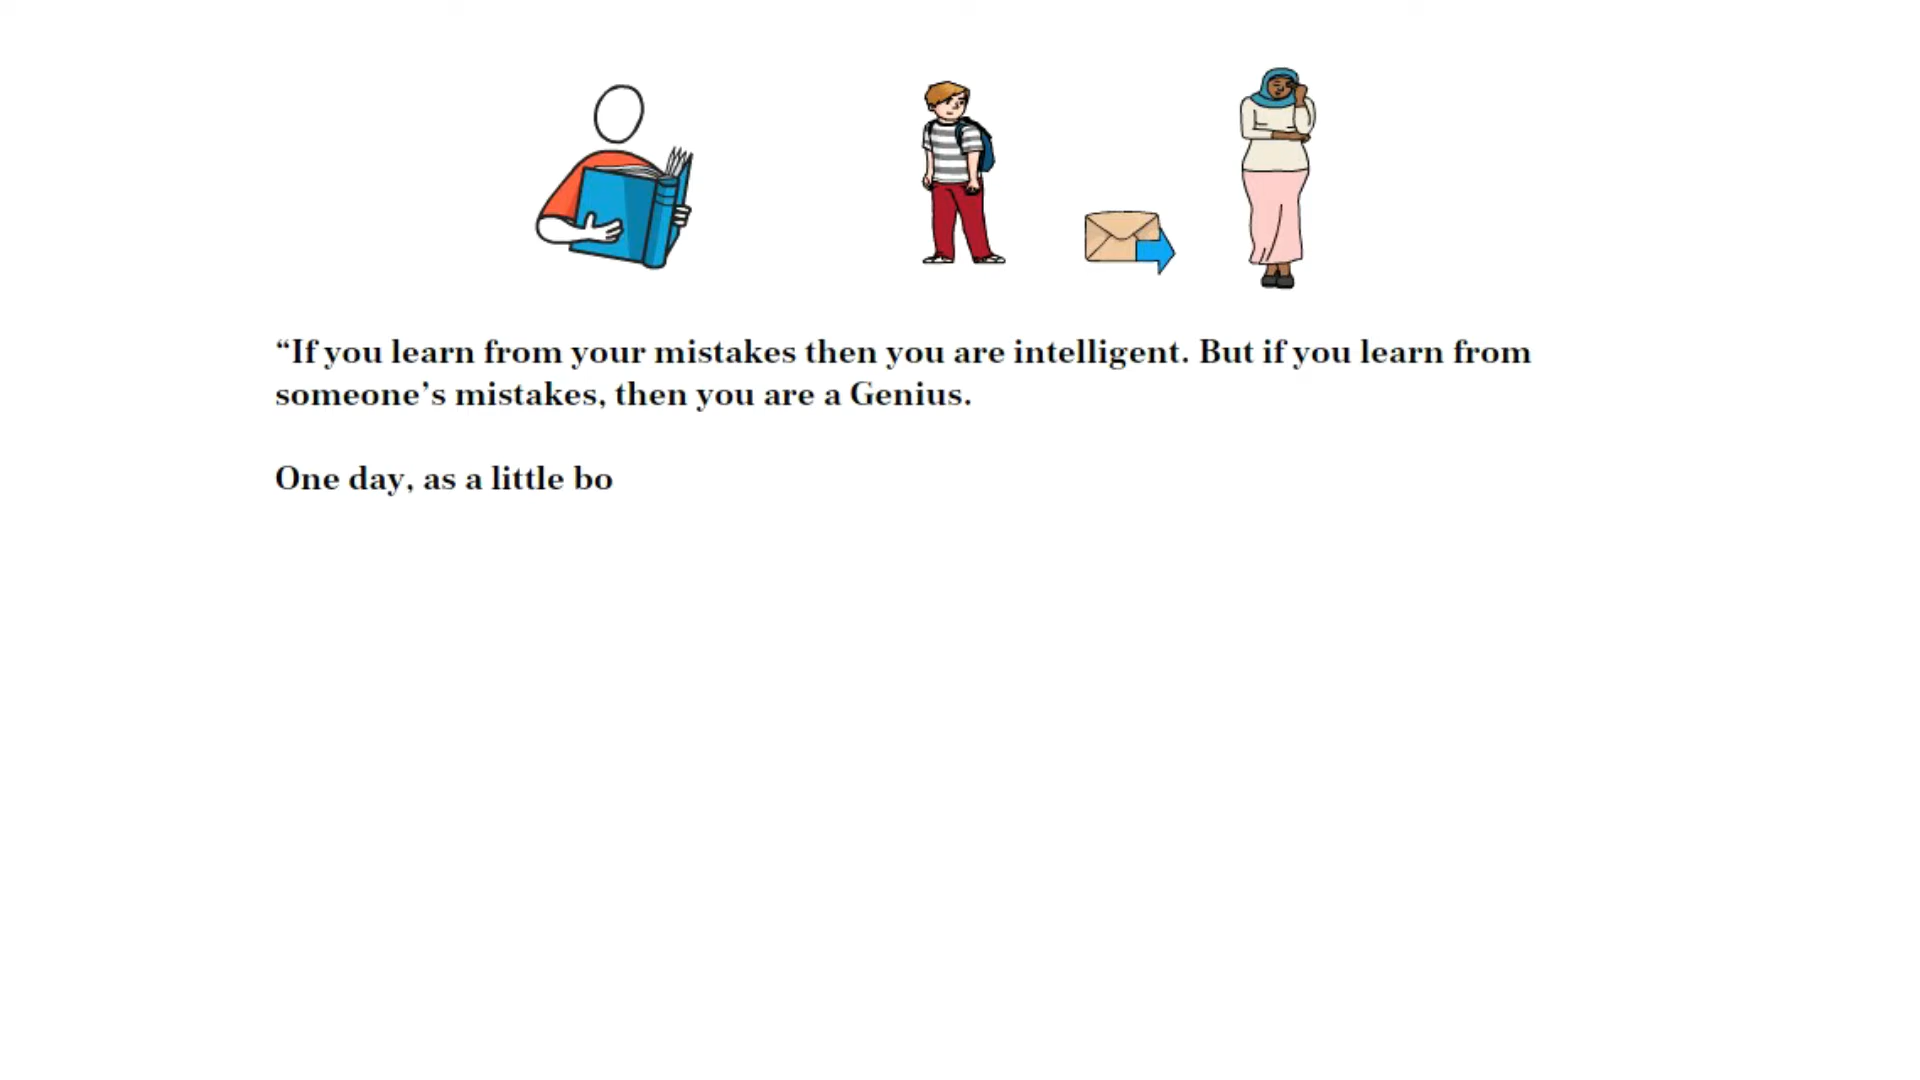 “If you learn from your mistakes then you are intelligent. But if you learn from
someone’s mistakes, then you are a Genius.
One day, as a little bo